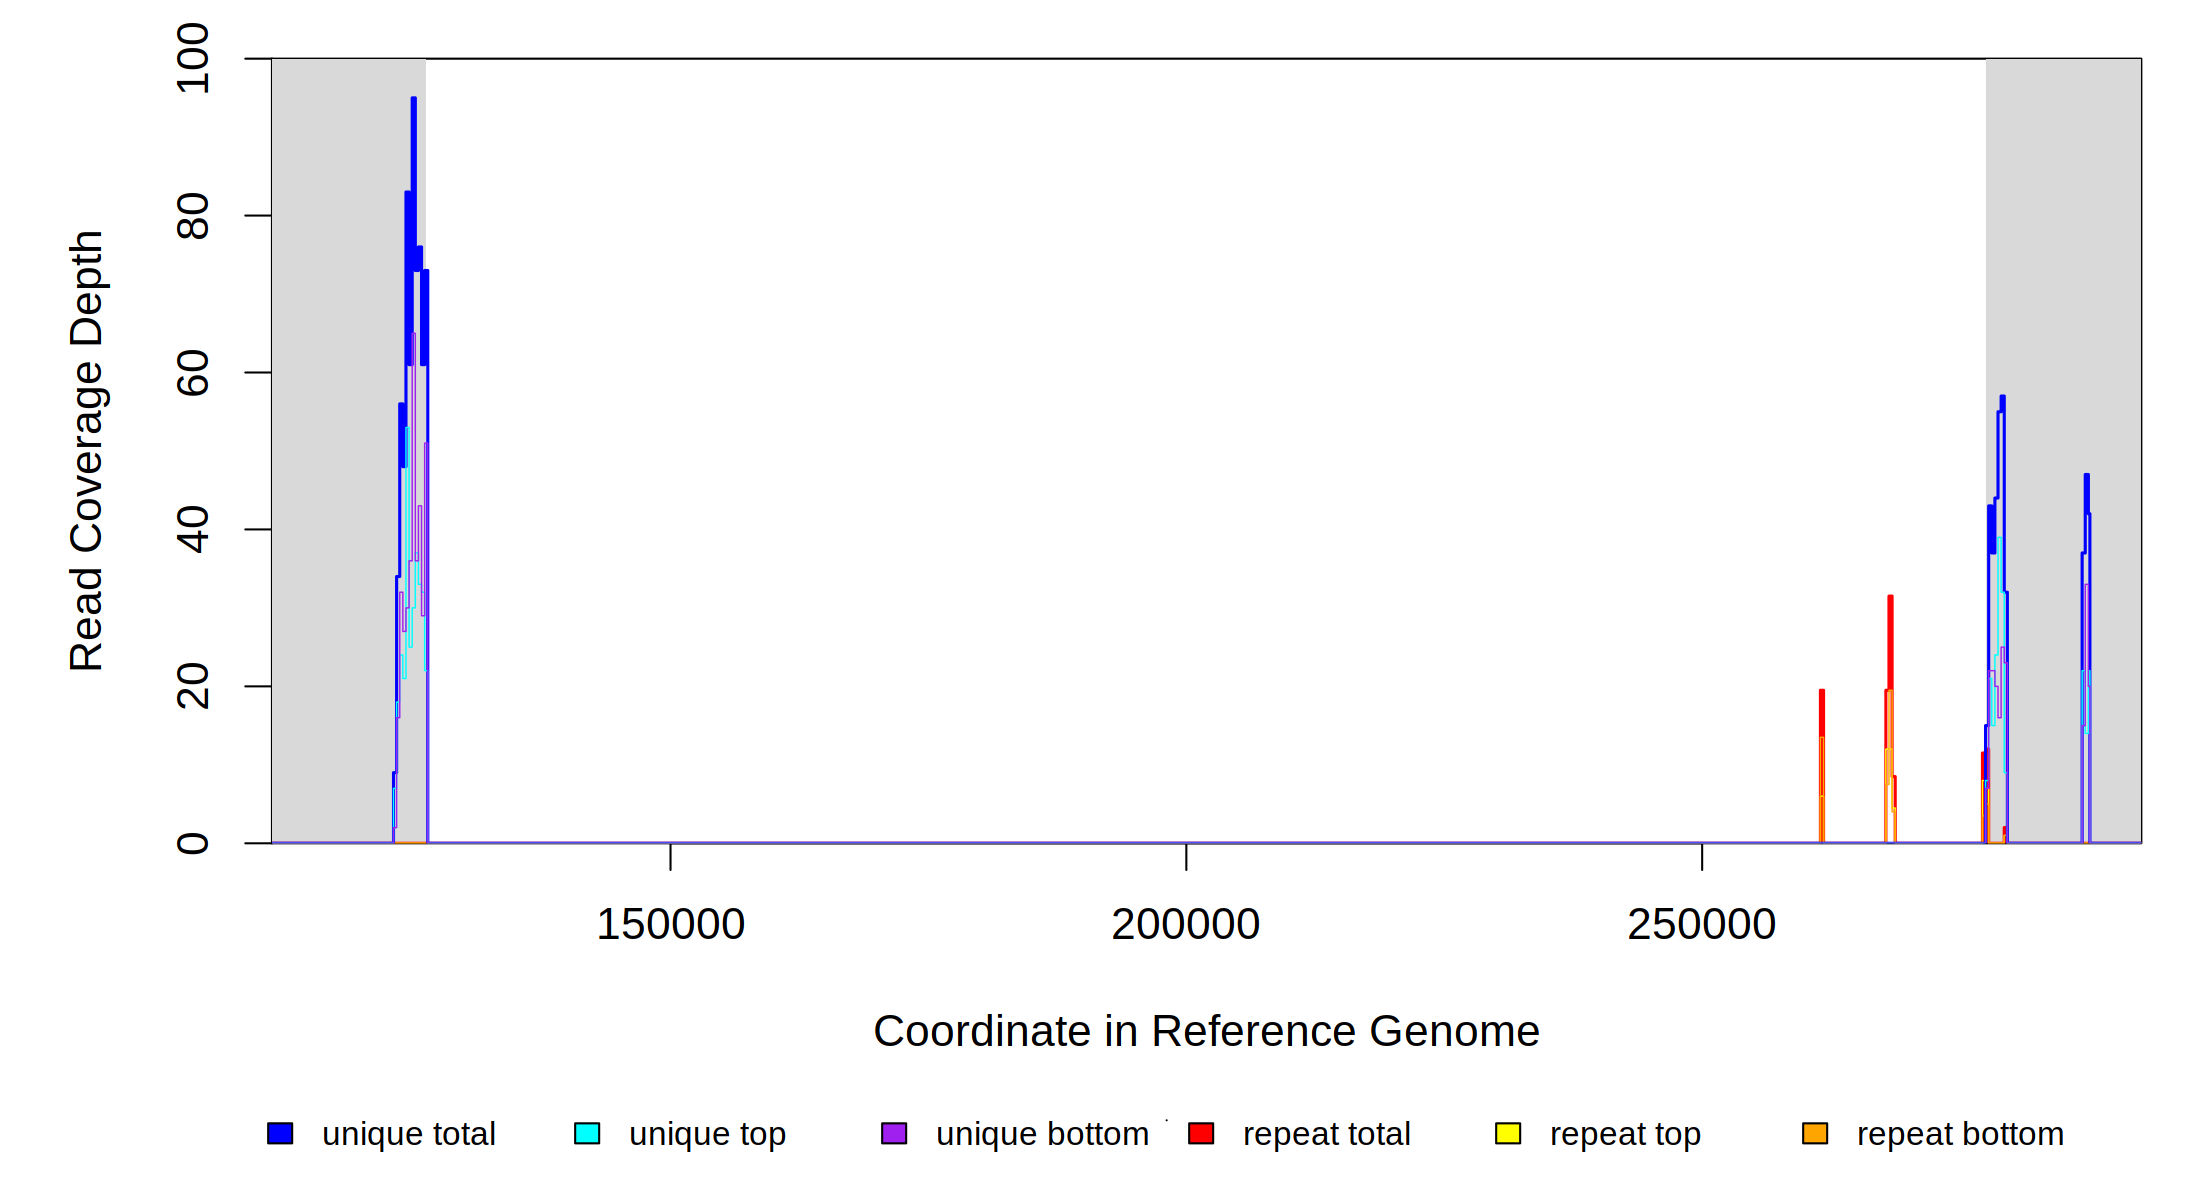 Read Coverage Depth
100
80
60
40
20
0
150000 200000 250000
Coordinate in Reference Genome
unique total unique top unique bottom repeat total repeat top repeat bottom